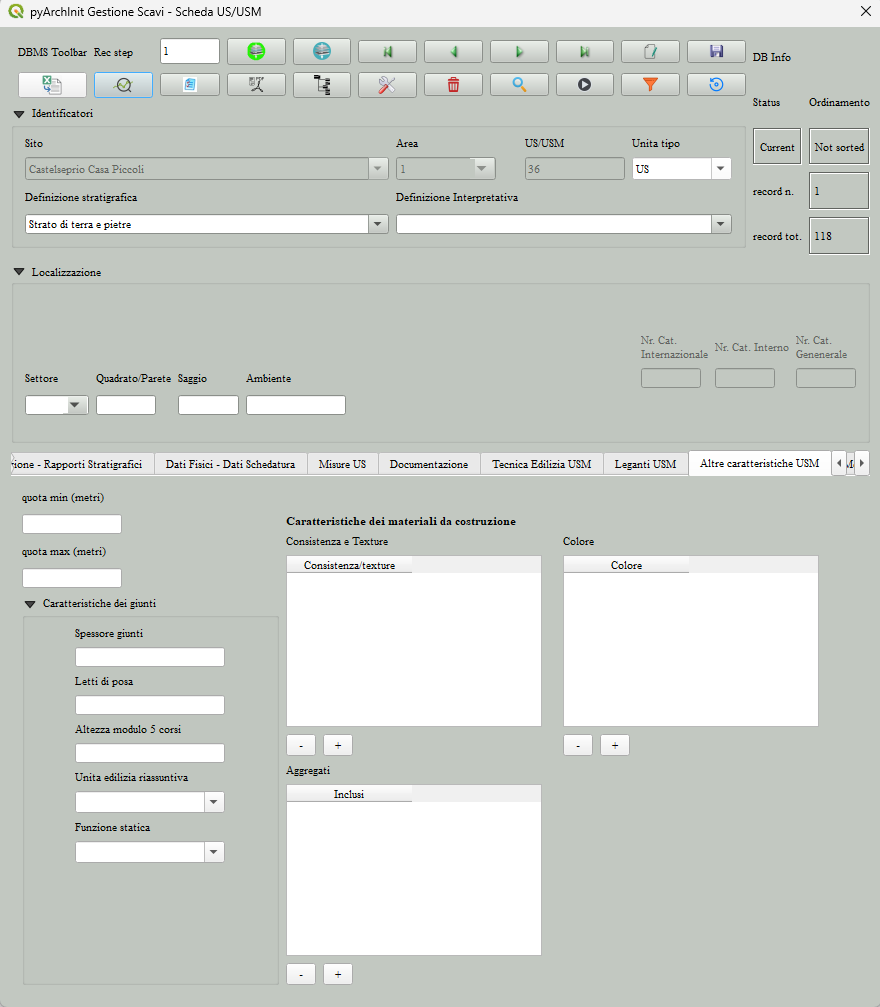 pyArchInit Gestione Scavi - Scheda US/USM
DBMS Toolbar Rec step 1
DB Info
Status Ordinamento
Identificatori
Sito Area US/USM Unita tipo
Current Not sorted
Castelseprio Casa Piccoli 1 36 US
record n. 1
Definizione stratigrafica Definizione Interpretativa
Strato di terra e pietre
record tot. 118
Localizzazione
Nr. Cat. Internazionale Nr. Cat. Interno Nr. Cat. Genenerale
Settore Quadrato/Parete Saggio Ambiente
ione - Rapporti Stratigrafici Dati Fisici - Dati Schedatura Misure US Documentazione Tecnica Edilizia USM Leganti USM Altre caratteristiche USM
quota min (metri)
Caratteristiche dei materiali da costruzione
Consistenza e Texture Colore
quota max (metri)
Consistenza/texture Colore
Caratteristiche dei giunti
Spessore giunti
Letti di posa
Altezza modulo 5 corsi
- + - +
Aggregati
Unita edilizia riassuntiva
Inclusi
Funzione statica
- +